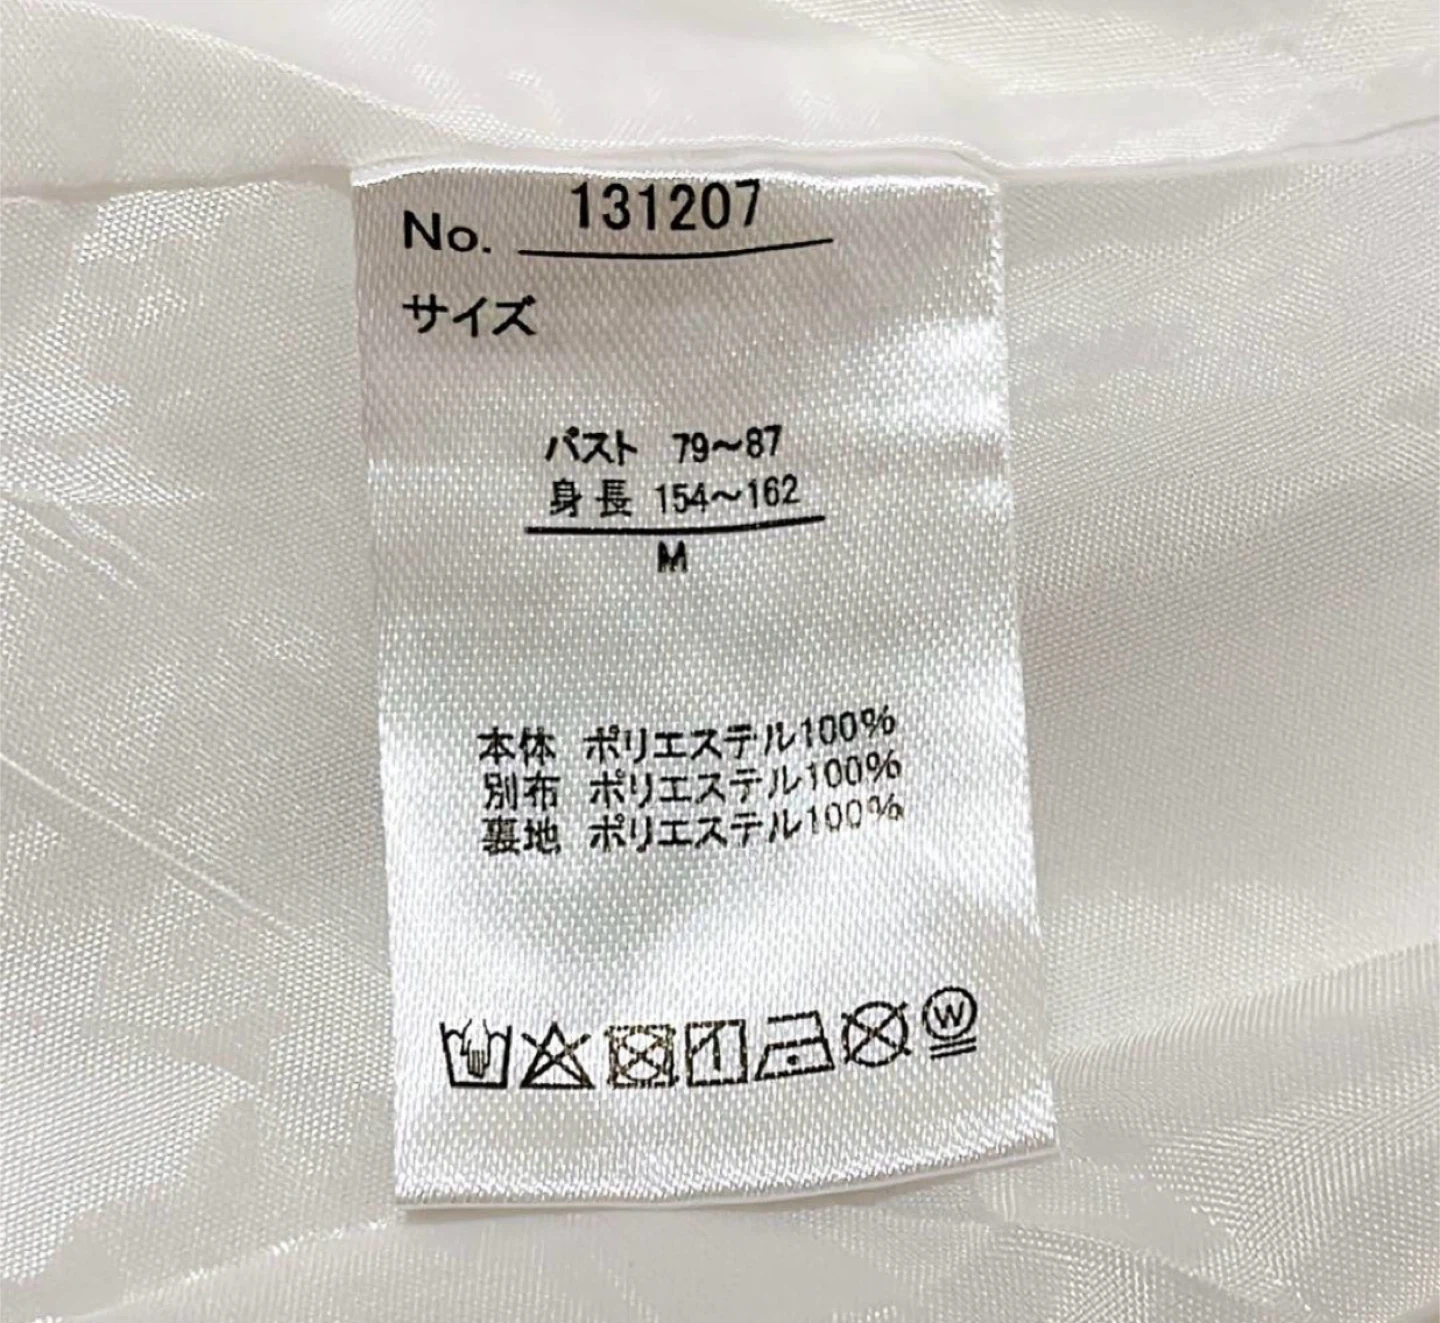 No. 131207
サイズ
バスト 79〜87
身長 154〜162
M
本体 ポリエステル100%
別布 ポリエステル100%
裏地 ポリエステル100%
W